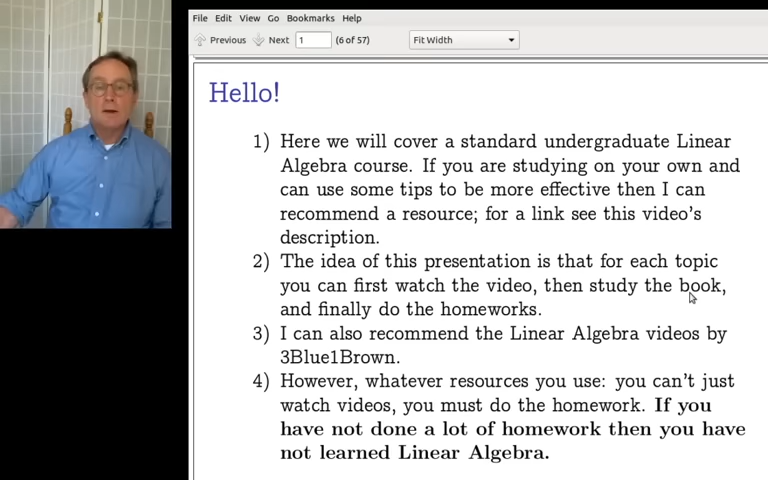 File Edit View Go Bookmarks Help
Previous Next 1 (6 of 57) Fit Width
Hello!
1) Here we will cover a standard undergraduate Linear
Algebra course. If you are studying on your own and
can use some tips to be more effective then I can
recommend a resource; for a link see this video's
description.
2) The idea of this presentation is that for each topic
you can first watch the video, then study the book,
and finally do the homeworks.
3) I can also recommend the Linear Algebra videos by
3Blue1Brown.
4) However, whatever resources you use: you can't just
watch videos, you must do the homework. If you
have not done a lot of homework then you have
not learned Linear Algebra.